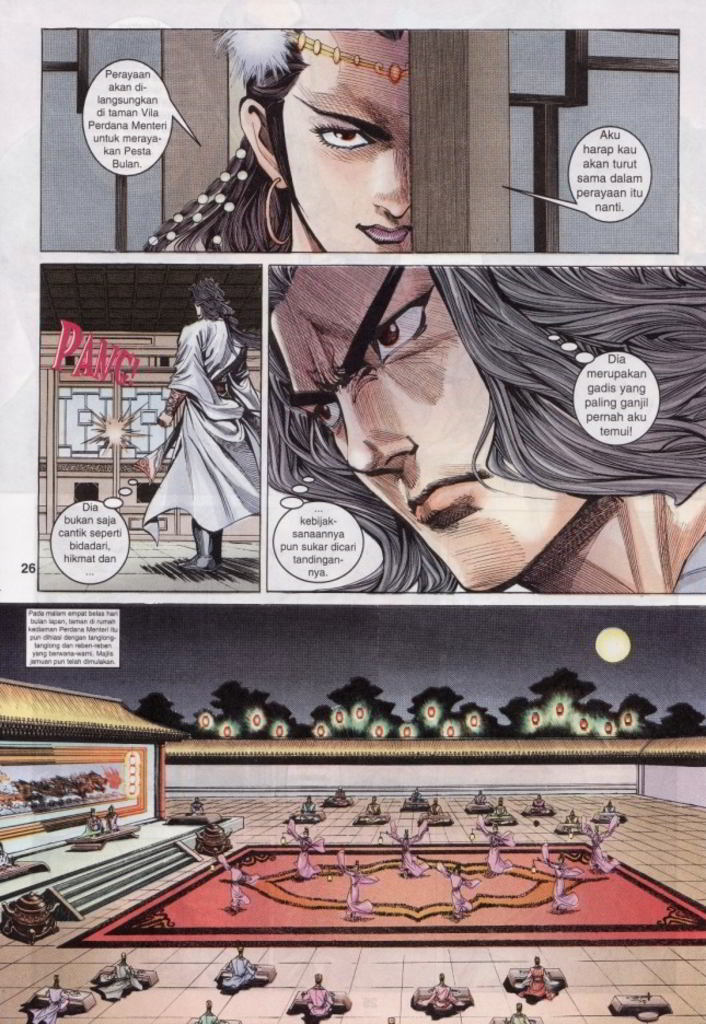 Perayaan
akan di-
langsungkan
di taman Vila
Perdana Menteri
untuk meraya-
kan Pesta
Bulan.
Aku
harap kau
akan turut
sama dalam
perayaan itu
nanti.
PANG!
Dia
bukan saja
cantik seperti
bidadari,
hikmat dan
...
...
kebijak-
sanaannya
pun sukar dicari
tandingan-
nya.
Dia
merupakan
gadis yang
paling ganjil
pernah aku
temui!
26
Pada malam empat belas hari
bulan lapan, taman di rumah
kediaman Perdana Menteri itu
pun dihiasi dengan tanglong-
tanglong dan reben-reben
yang berwarna-warni. Majlis
jamuan pun telah dimulakan.